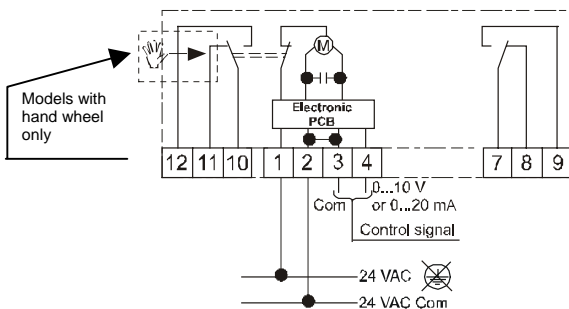 M
Models with
hand wheel
only
Electronic
PCB
12 11 10 1 2 3 4 7 8 9
0...10 V
Com or 0...20 mA
Control signal
24 VAC
24 VAC Com